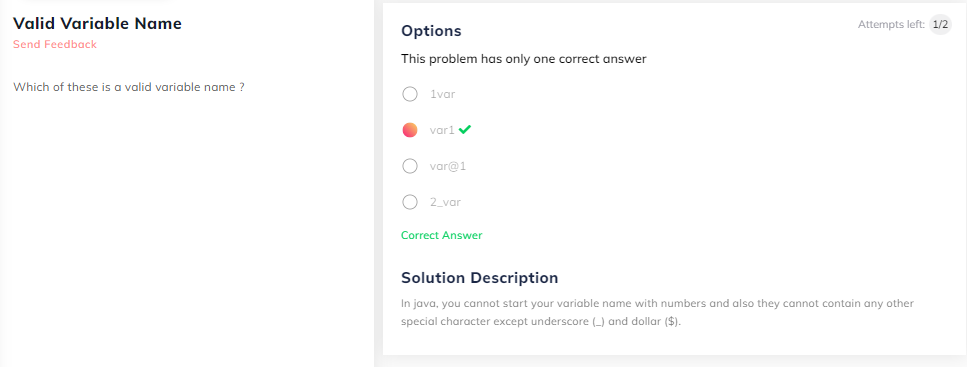 Valid Variable Name
Send Feedback
Which of these is a valid variable name ?
Options
Attempts left: 1/2
This problem has only one correct answer
1var
var1
var@1
2_var
Correct Answer
Solution Description
In java, you cannot start your variable name with numbers and also they cannot contain any other
special character except underscore (_) and dollar ($).